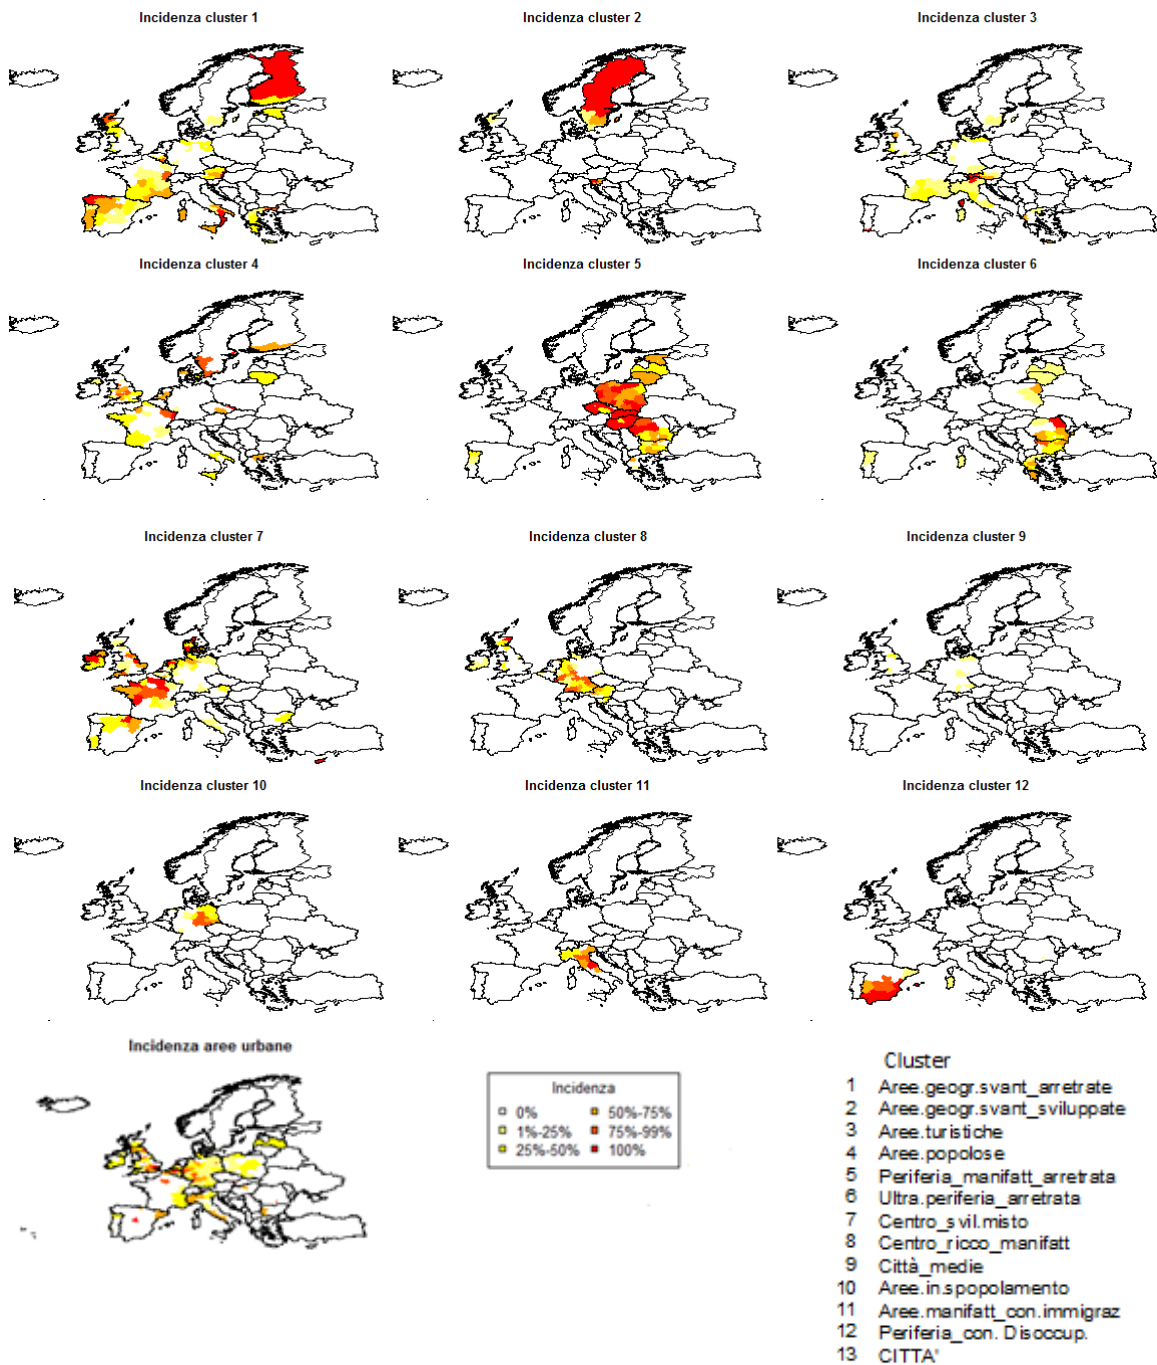 Incidenza cluster 1
Incidenza cluster 2
Incidenza cluster 3
Incidenza cluster 4
Incidenza cluster 5
Incidenza cluster 6
Incidenza cluster 7
Incidenza cluster 8
Incidenza cluster 9
Incidenza cluster 10
Incidenza cluster 11
Incidenza cluster 12
Incidenza aree urbane
Incidenza
0% 50%-75%
1%-25% 75%-99%
25%-50% 100%
Cluster
1 Aree.geogr.svant_arretrate
2 Aree.geogr.svant_sviluppate
3 Aree.turistiche
4 Aree.popolose
5 Periferia_manifatt_arretrata
6 Ultra.periferia_arretrata
7 Centro_svil.misto
8 Centro_ricco_manifatt
9 Città_medie
10 Aree.in.spopolamento
11 Aree.manifatt_con.immigraz
12 Periferia_con. Disoccup.
13 CITTA'